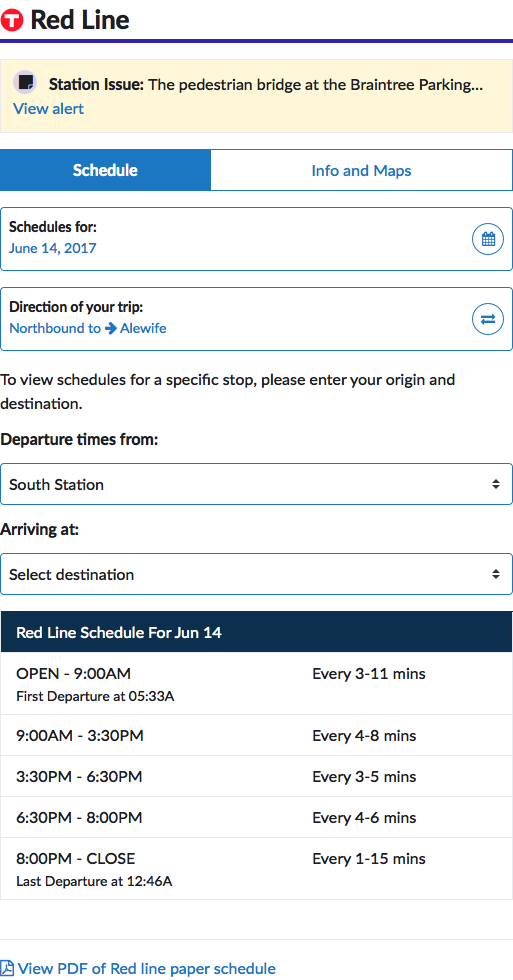 T Red Line
Station Issue: The pedestrian bridge at the Braintree Parking...
View alert
Schedule
Info and Maps
Schedules for:
June 14, 2017
Direction of your trip:
Northbound to → Alewife
To view schedules for a specific stop, please enter your origin and
destination.
Departure times from:
South Station
Arriving at:
Select destination
Red Line Schedule For Jun 14
OPEN - 9:00AM Every 3-11 mins
First Departure at 05:33A
9:00AM - 3:30PM Every 4-8 mins
3:30PM - 6:30PM Every 3-5 mins
6:30PM - 8:00PM Every 4-6 mins
8:00PM - CLOSE Every 1-15 mins
Last Departure at 12:46A
View PDF of Red line paper schedule